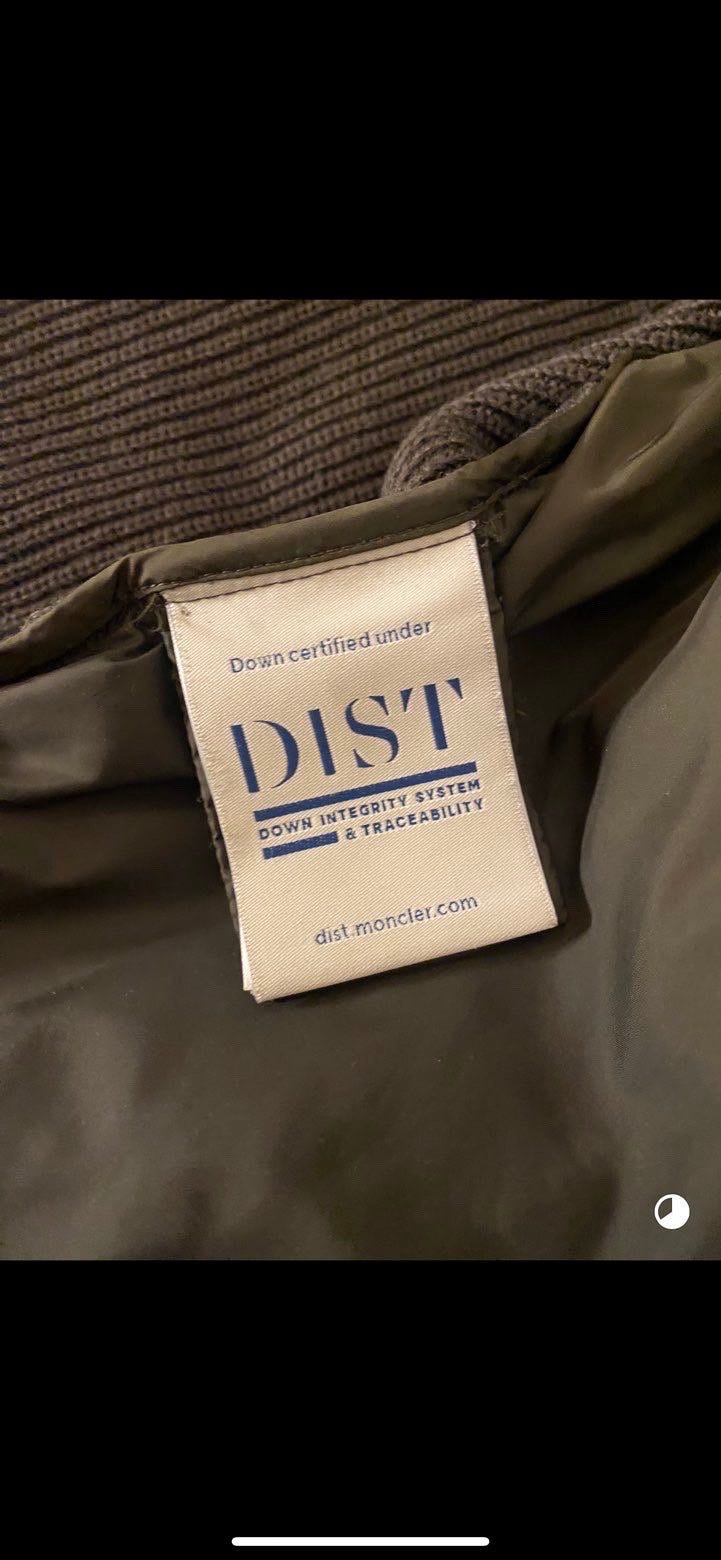 Down certified under
DIST
DOWN INTEGRITY SYSTEM
& TRACEABILITY
dist.moncler.com